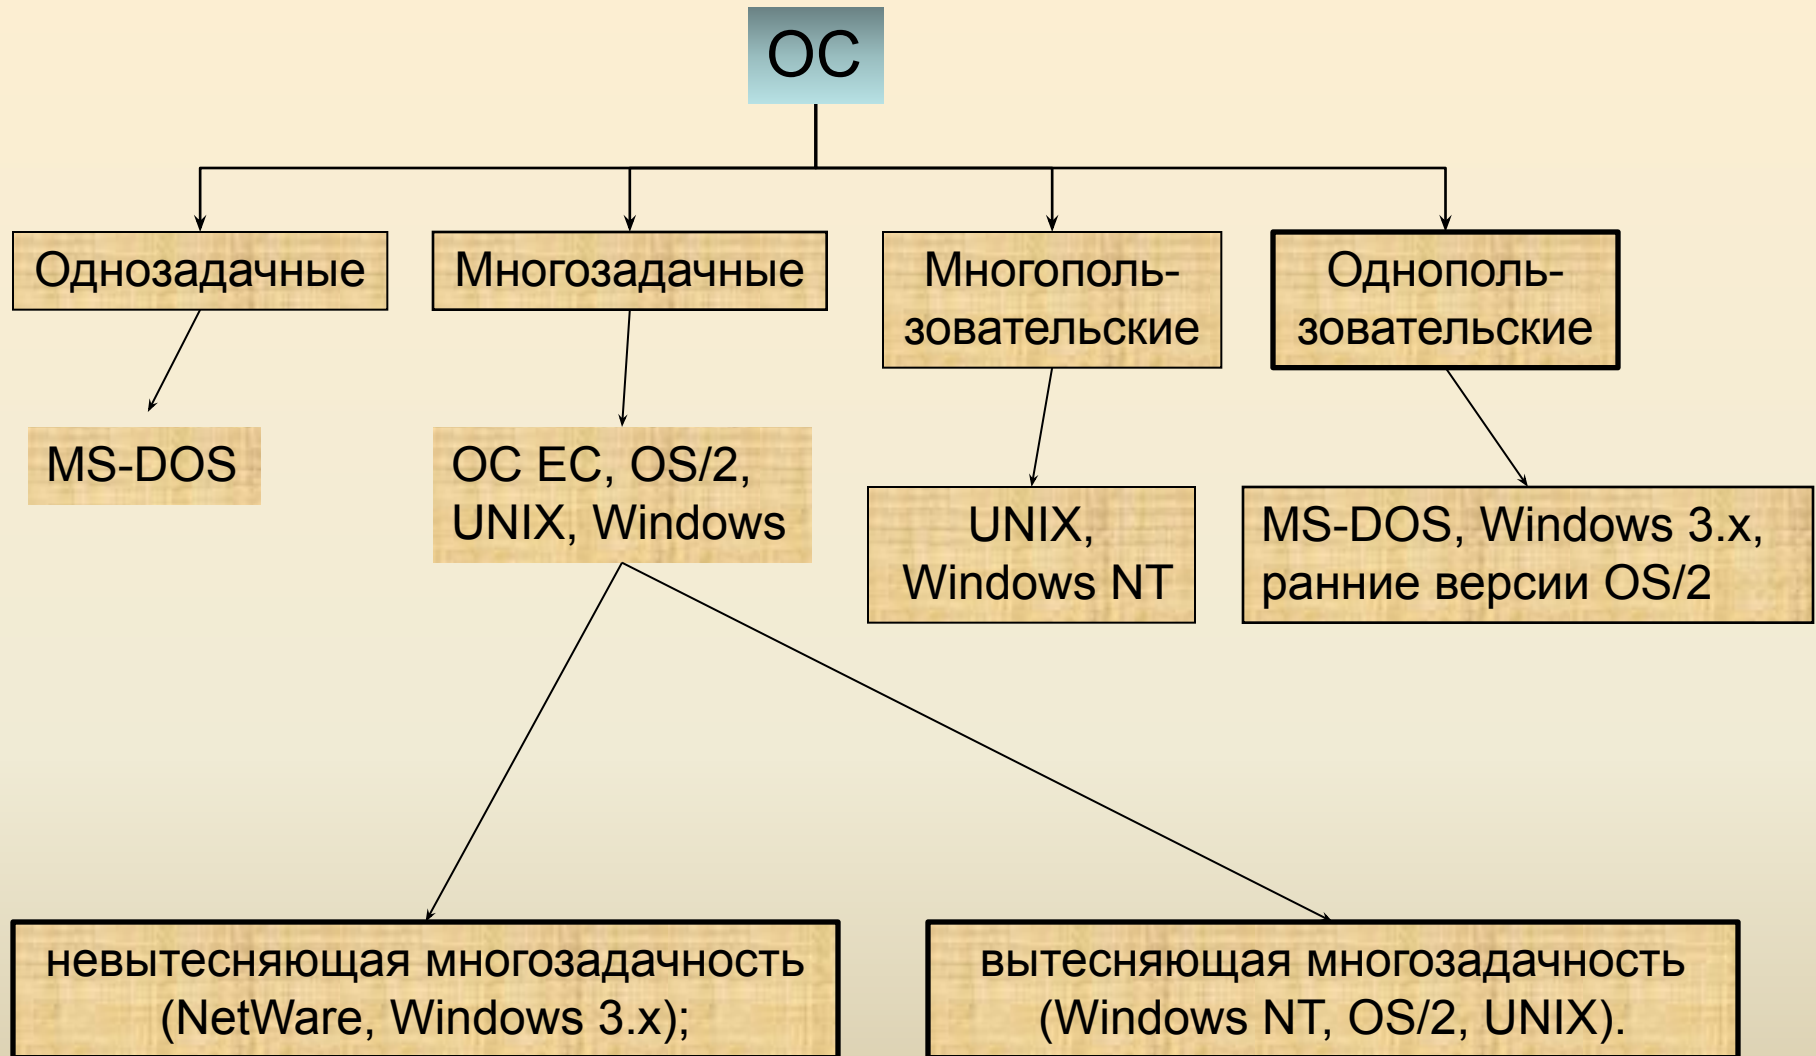 ОС
Однозадачные
Многозадачные
Многополь-
зовательские
Однополь-
зовательские
MS-DOS
ОС ЕС, OS/2,
UNIX, Windows
UNIX,
Windows NT
MS-DOS, Windows 3.x,
ранние версии OS/2
невытесняющая многозадачность
(NetWare, Windows 3.x);
вытесняющая многозадачность
(Windows NT, OS/2, UNIX).